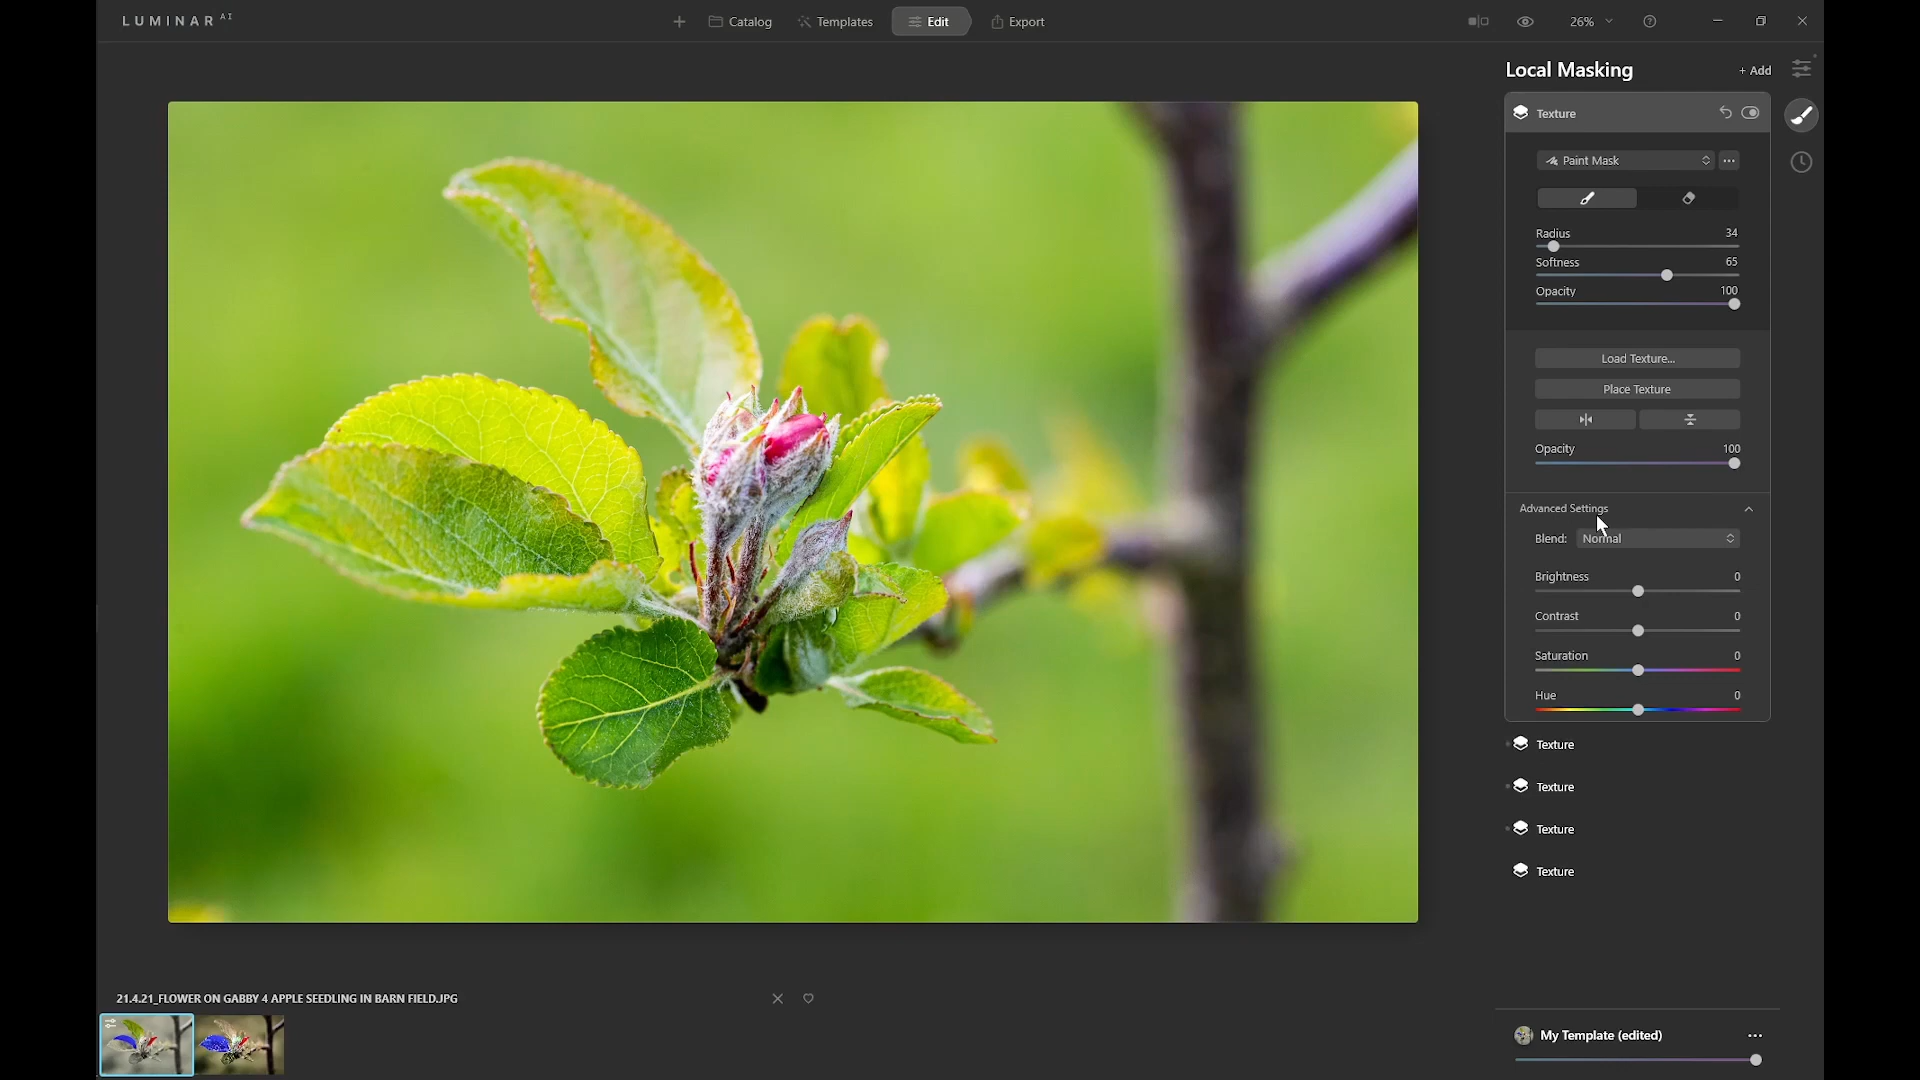 LUMINAR AI
Catalog
Templates
Edit
Export
26%
Local Masking
+ Add
Texture
Paint Mask
Radius 34
Softness 65
Opacity 100
Load Texture...
Place Texture
Opacity 100
Advanced Settings
Blend: Normal
Brightness 0
Contrast 0
Saturation 0
Hue 0
Texture
Texture
Texture
Texture
21.4.21_FLOWER ON GABBY 4 APPLE SEEDLING IN BARN FIELD.JPG
My Template (edited)